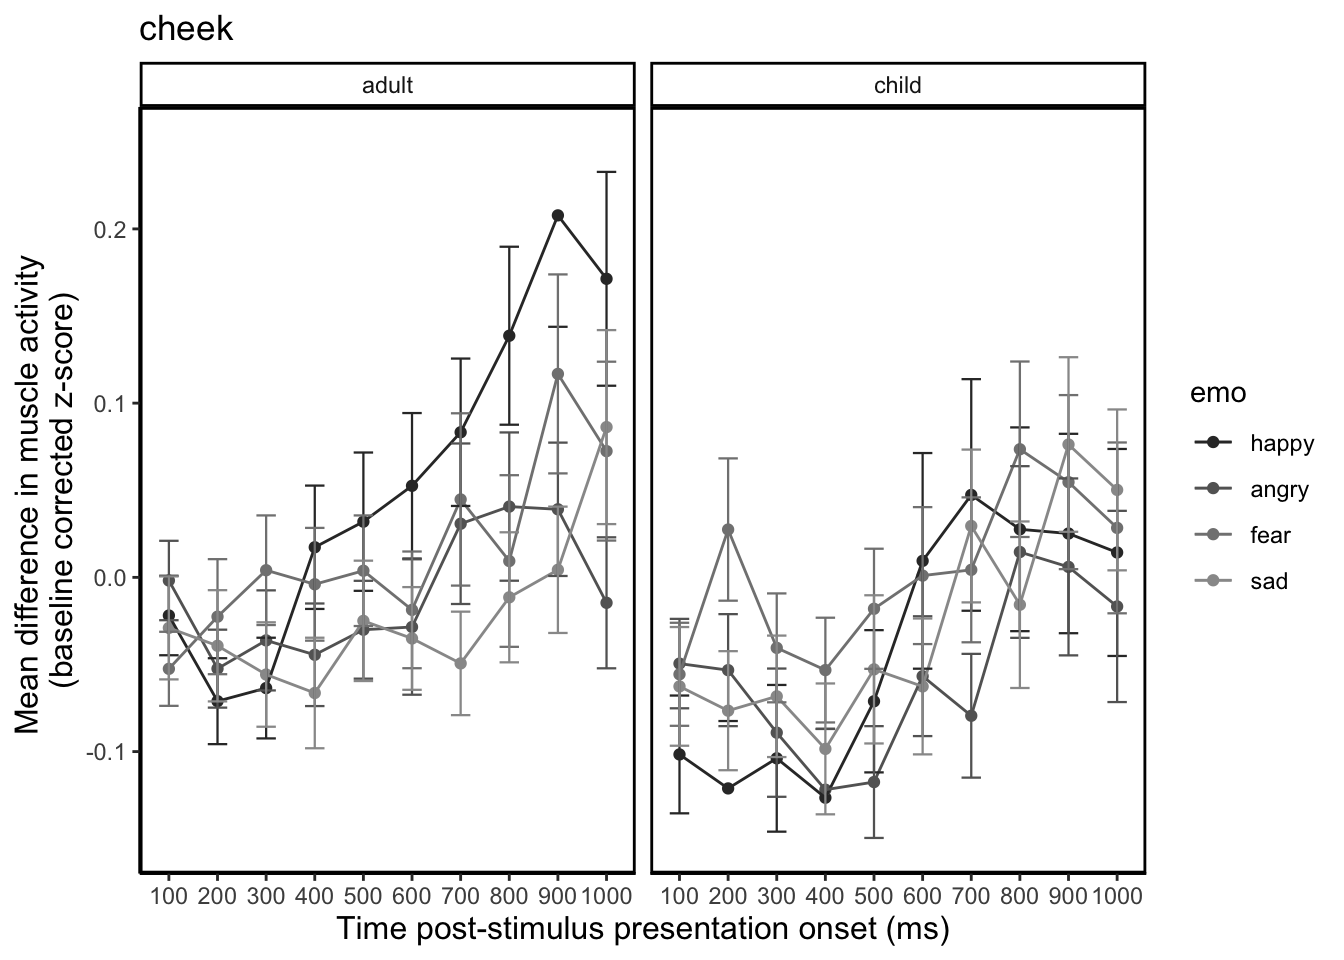 cheek
adult
child
Mean difference in muscle activity
(baseline corrected z-score)
0.2
0.1
0.0
-0.1
100 200 300 400 500 600 700 800 900 1000
100 200 300 400 500 600 700 800 900 1000
Time post-stimulus presentation onset (ms)
emo
happy
angry
fear
sad